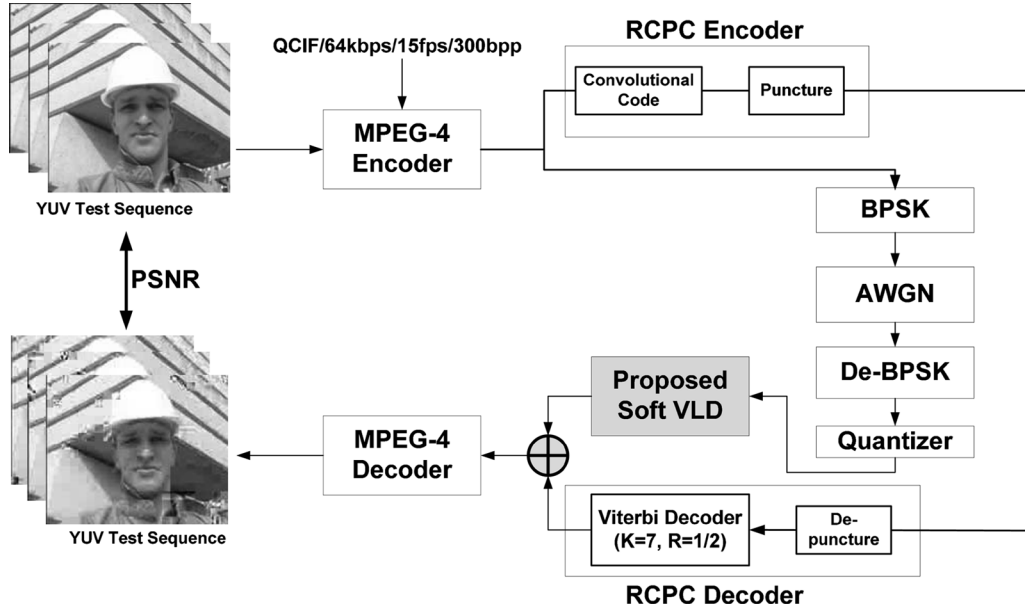 RCPC Encoder
QCIF/64kbps/15fps/300bpp
Convolutional
Code
Puncture
MPEG-4
Encoder
YUV Test Sequence
BPSK
PSNR
AWGN
De-BPSK
Proposed
Soft VLD
Quantizer
MPEG-4
Decoder
Viterbi Decoder
(K=7, R=1/2)
De-
puncture
YUV Test Sequence
RCPC Decoder